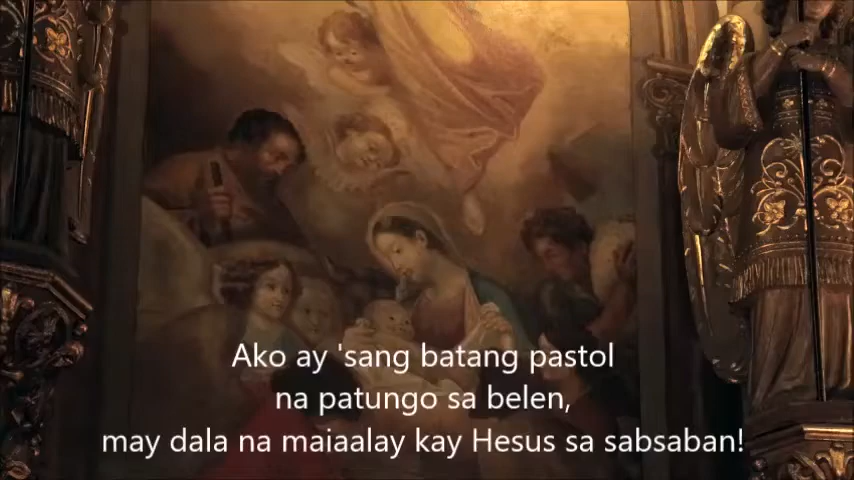 Ako ay 'sang batang pastol
na patungo sa belen,
may dala na maiaalay kay Hesus sa sabsaban!